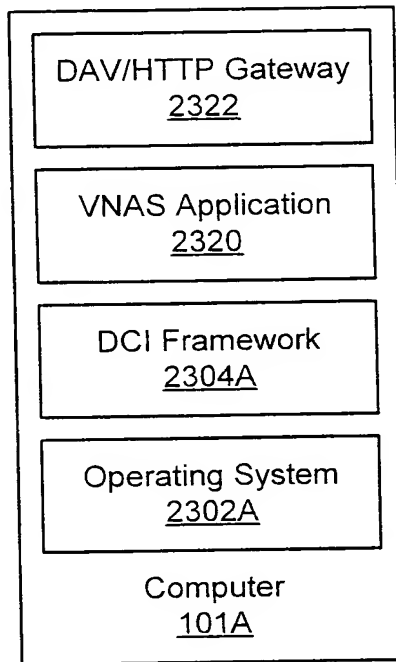 DAV/HTTP Gateway
2322
VNAS Application
2320
DCI Framework
2304A
Operating System
2302A
Computer
101A